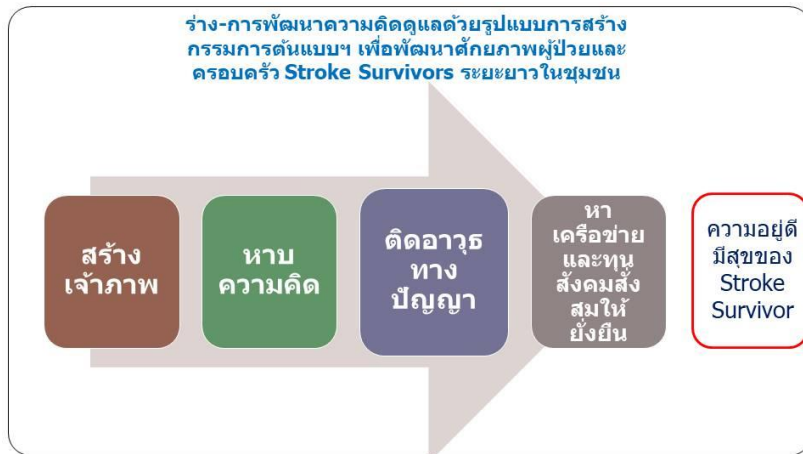 ร่าง-การพัฒนาความคิดดูแลด้วยรูปแบบการสร้าง
กรรมการต้นแบบฯ เพื่อพัฒนาศักยภาพผู้ป่วยและ
ครอบครัว Stroke Survivors ระยะยาวในชุมชน
สร้าง
เจ้าภาพ
หาบ
ความคิด
ติดอาวุธ
ทาง
ปัญญา
หา
เครือข่าย
และทุน
สังคมสั่ง
สมให้
ยั่งยืน
ความอยู่ดี
มีสุขของ
Stroke
Survivor